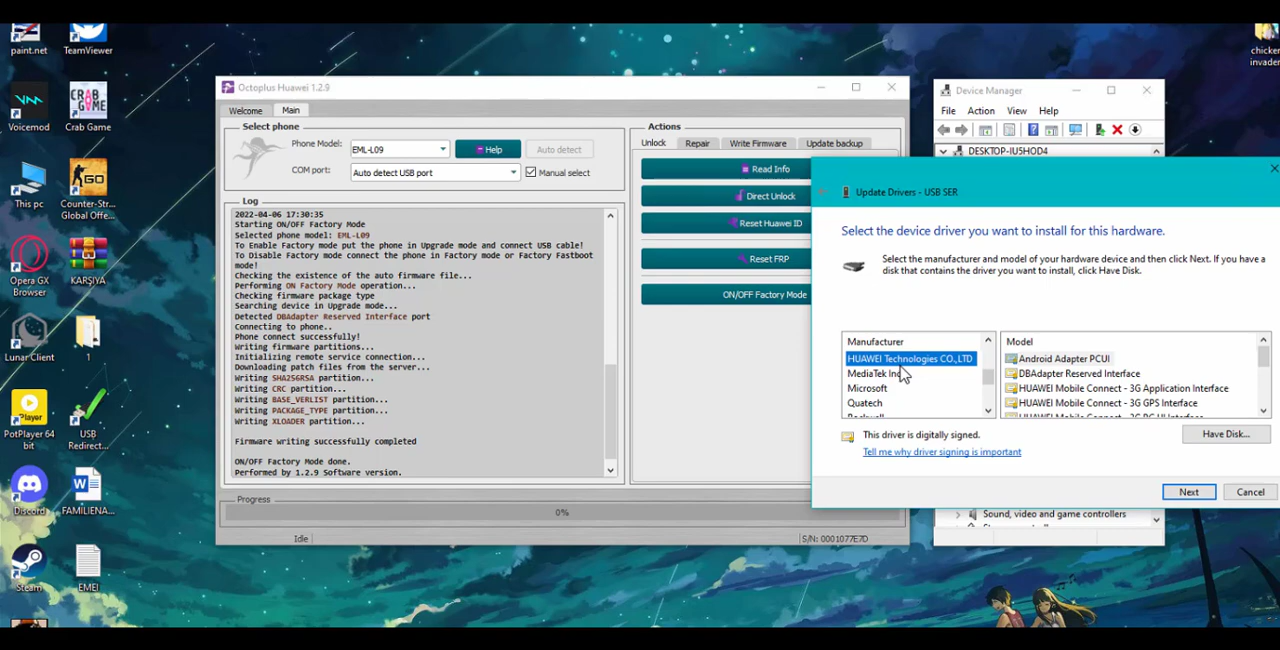 paint.net
TeamViewer
Voicemod
Crab Game
This pc
Counter-Str...
Global Offe...
Opera GX
Browser
KARŞIYA
Lunar Client
1
PotPlayer 64
bit
USB
Redirect...
Discord
FAMILIENA...
Steam
EMEI
chicken
invader
Octoplus Huawei 1.2.9
Welcome
Main
Select phone
Phone Model:
EML-L09
Help
Auto detect
COM port:
Auto detect USB port
Manual select
Log
2022-04-06 17:30:35
Starting ON/OFF Factory Mode
Selected phone model: EML-L09
To Enable Factory mode put the phone in Upgrade mode and connect USB cable!
To Disable Factory mode connect the phone in Factory mode or Factory Fastboot
mode!
Checking the existence of the auto firmware file...
Performing ON Factory Mode operation...
Checking firmware package type
Searching device in Upgrade mode...
Detected DBAdapter Reserved Interface port
Connecting to phone..
Phone connect successfully!
Writing firmware partitions...
Initializing remote service connection...
Downloading patch files from the server...
Writing SHA256RSA partition...
Writing CRC partition...
Writing BASE_VERLIST partition...
Writing PACKAGE_TYPE partition...
Writing XLOADER partition...
Firmware writing successfully completed
ON/OFF Factory Mode done.
Performed by 1.2.9 Software version.
Progress
0%
Idle
S/N: 0001077E7D
Actions
Unlock
Repair
Write Firmware
Update backup
Read Info
Direct Unlock
Reset Huawei ID
Reset FRP
ON/OFF Factory Mode
Device Manager
File Action View Help
DESKTOP-IU5HOD4
Update Drivers - USB SER
Select the device driver you want to install for this hardware.
Select the manufacturer and model of your hardware device and then click Next. If you have a
disk that contains the driver you want to install, click Have Disk.
Manufacturer
HUAWEI Technologies CO.,LTD
MediaTek Inc
Microsoft
Quatech
Rockwell
Model
Android Adapter PCUI
DBAdapter Reserved Interface
HUAWEI Mobile Connect - 3G Application Interface
HUAWEI Mobile Connect - 3G GPS Interface
HUAWEI Mobile Connect - 3G PC UI Interface
This driver is digitally signed.
Tell me why driver signing is important
Have Disk...
Next
Cancel
Sound, video and game controllers